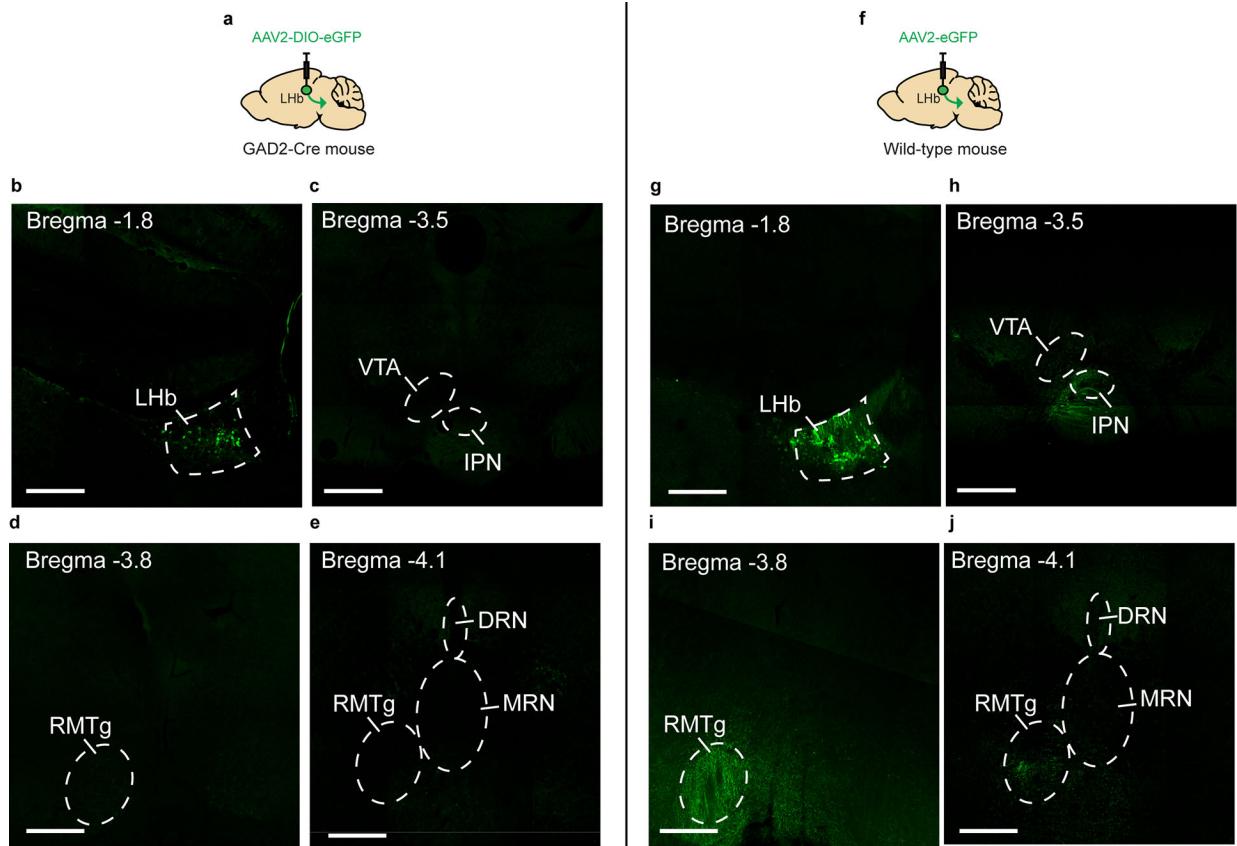 a
AAV2-DIO-eGFP
LHb
GAD2-Cre mouse
b
Bregma -1.8
LHb
c
Bregma -3.5
VTA
IPN
d
Bregma -3.8
RMTg
e
Bregma -4.1
DRN
RMTg
MRN
f
AAV2-eGFP
LHb
Wild-type mouse
g
Bregma -1.8
LHb
h
Bregma -3.5
VTA
IPN
i
Bregma -3.8
RMTg
j
Bregma -4.1
DRN
RMTg
MRN